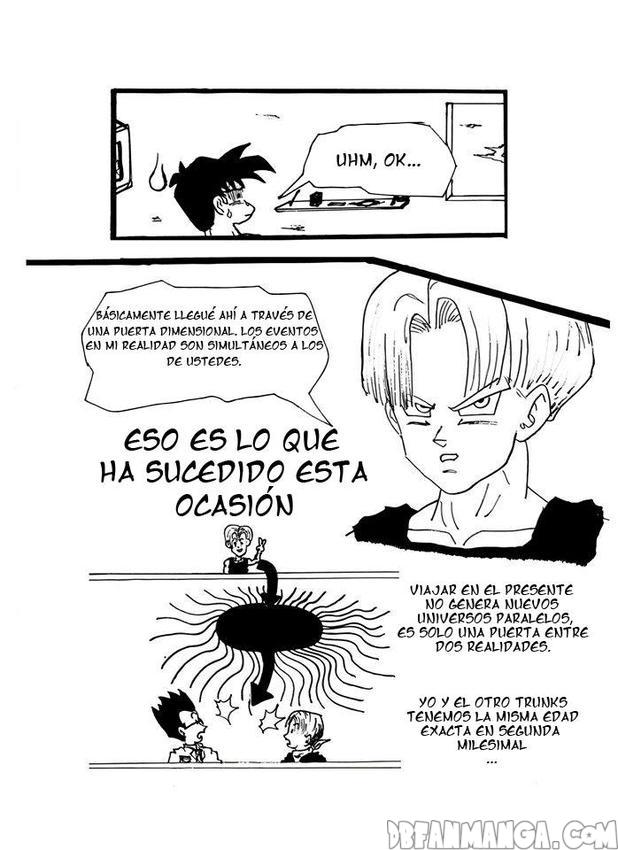 UHM, OK...
BÁSICAMENTE LLEGUÉ AHÍ A TRAVÉS DE
UNA PUERTA DIMENSIONAL. LOS EVENTOS
EN MI REALIDAD SON SIMULTÁNEOS A LOS
DE USTEDES.
ESO ES LO QUE
HA SUCEDIDO ESTA
OCASIÓN
VIAJAR EN EL PRESENTE
NO GENERA NUEVOS
UNIVERSOS PARALELOS,
ES SOLO UNA PUERTA ENTRE
DOS REALIDADES.
YO Y EL OTRO TRUNKS
TENEMOS LA MISMA EDAD
EXACTA EN SEGUNDA
MILESIMAL
...
DBFANMANGA.COM